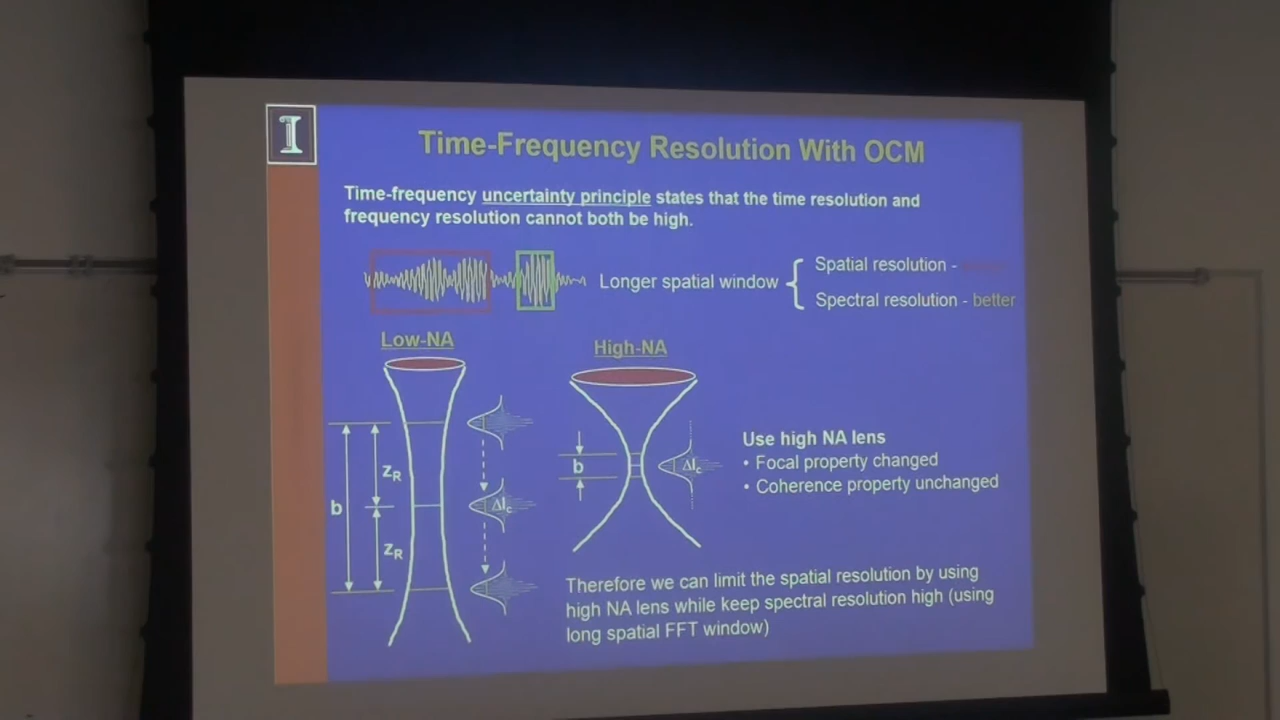 I
Time-Frequency Resolution With OCM
Time-frequency uncertainty principle states that the time resolution and
frequency resolution cannot both be high.
Longer spatial window
Spatial resolution -
Spectral resolution - better
Low-NA
High-NA
b
zR
zR
Δlc
b
Δlc
Use high NA lens
• Focal property changed
• Coherence property unchanged
Therefore we can limit the spatial resolution by using
high NA lens while keep spectral resolution high (using
long spatial FFT window)